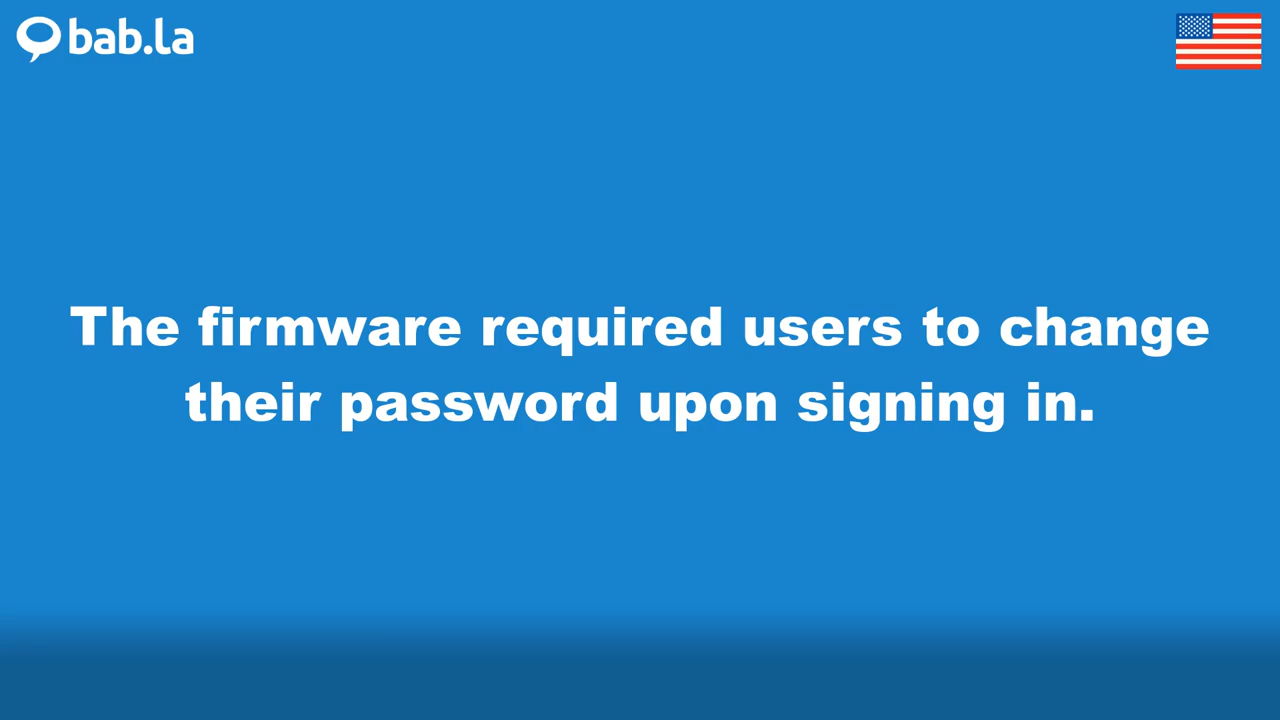 bab.la
The firmware required users to change
their password upon signing in.